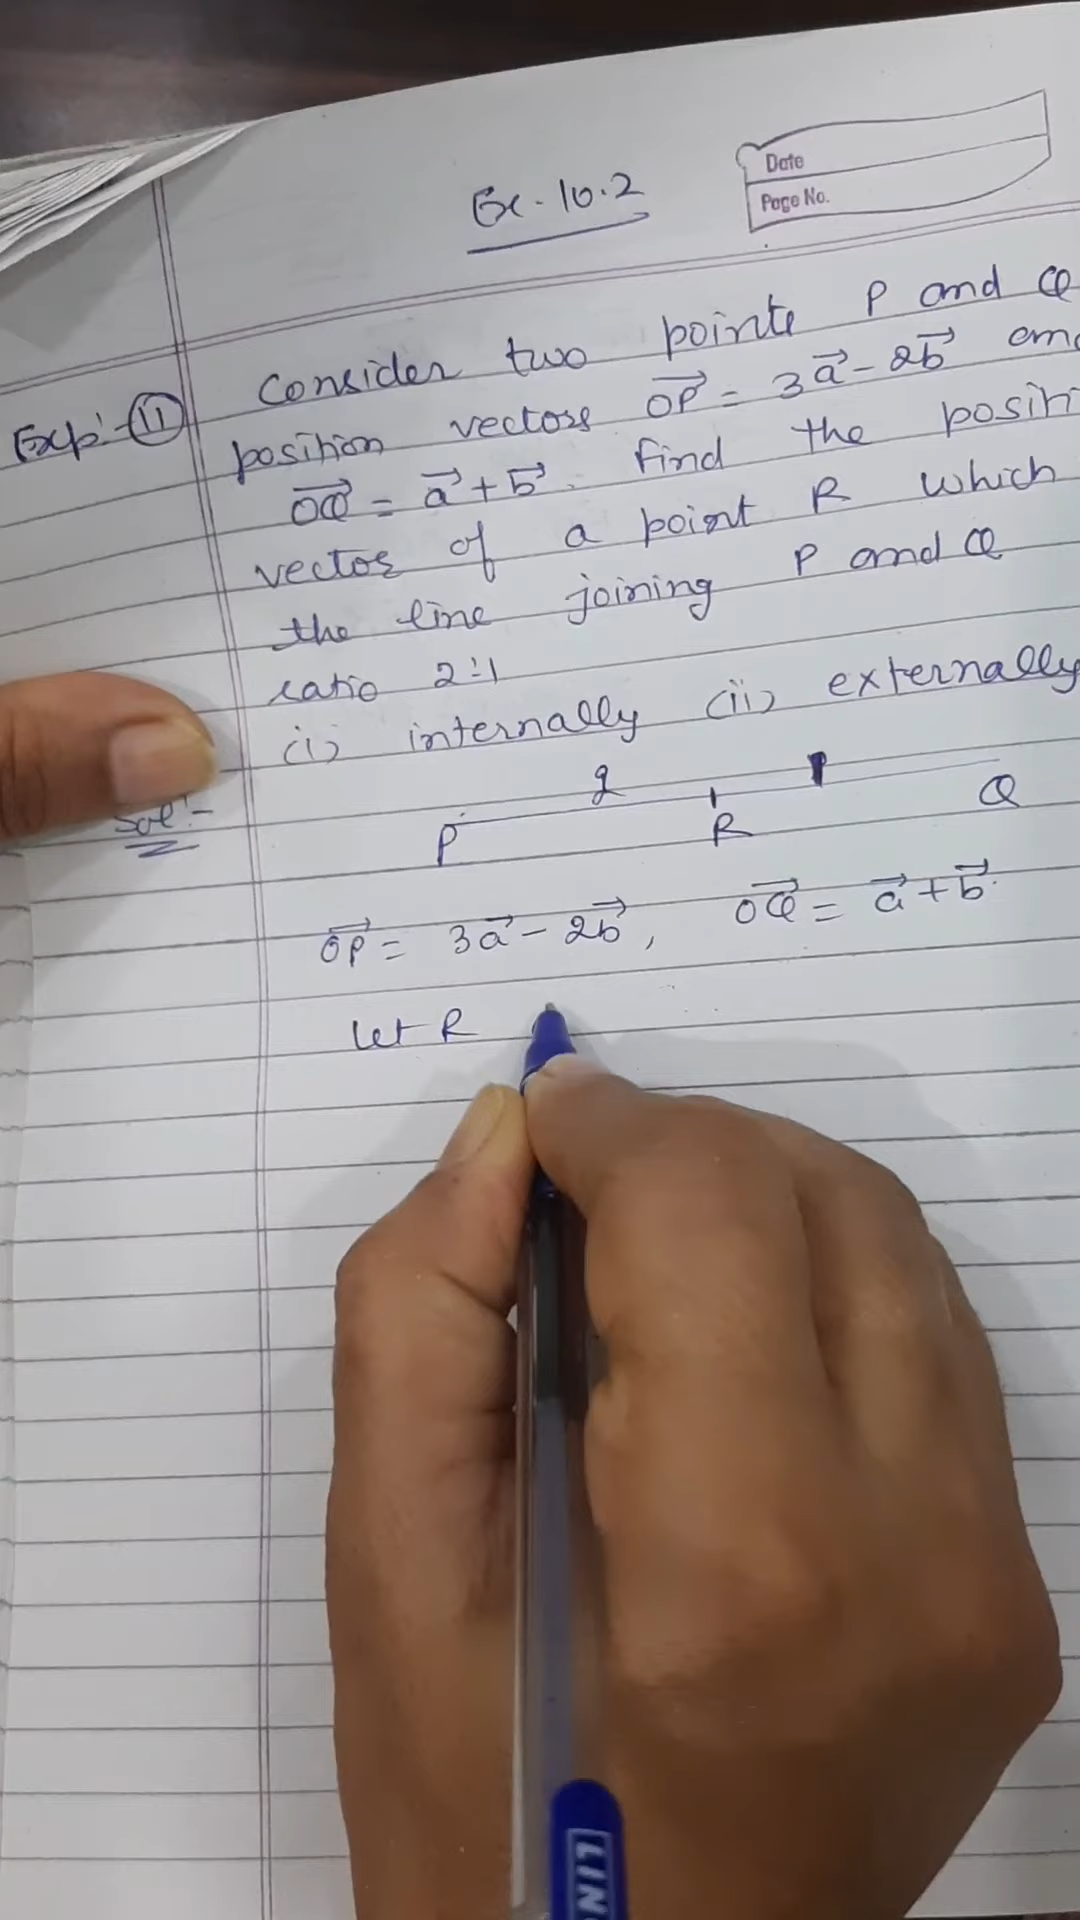 Ex-10.2
Date
Page No.
Exp:-(11) Consider two points P and Q
position vectors OP⃗ = 3a⃗ - 2b⃗ and
OQ⃗ = a⃗ + b⃗. Find the positi
vector of a point R which
the line joining P and Q
ratio 2:1
(i) internally (ii) externally
Sol:-
2
P R Q
OP⃗ = 3a⃗ - 2b⃗, OQ⃗ = a⃗ + b⃗.
Let R
LIN